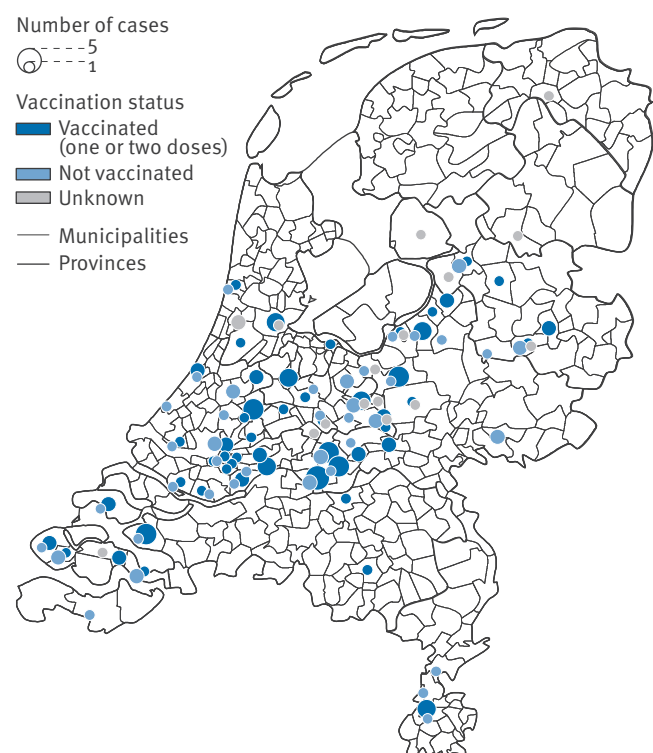 Number of cases
5
1
Vaccination status
Vaccinated
(one or two doses)
Not vaccinated
Unknown
Municipalities
Provinces